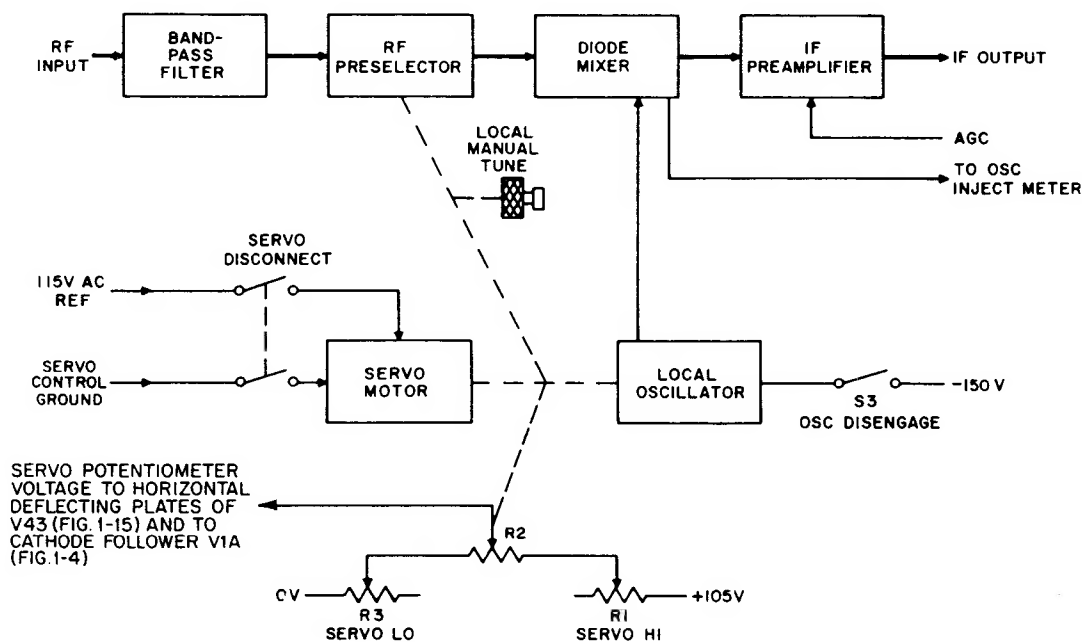 RF
INPUT
BAND-
PASS
FILTER
RF
PRESELECTOR
DIODE
MIXER
IF
PREAMPLIFIER
IF OUTPUT
AGC
TO OSC
INJECT METER
LOCAL
MANUAL
TUNE
SERVO
DISCONNECT
115V AC
REF
SERVO
CONTROL
GROUND
SERVO
MOTOR
LOCAL
OSCILLATOR
-150 V
S3
OSC DISENGAGE
SERVO POTENTIOMETER
VOLTAGE TO HORIZONTAL
DEFLECTING PLATES OF
V43 (FIG. 1-15) AND TO
CATHODE FOLLOWER V1A
(FIG.1-4)
R2
0V
R3
SERVO LO
R1
SERVO HI
+105V